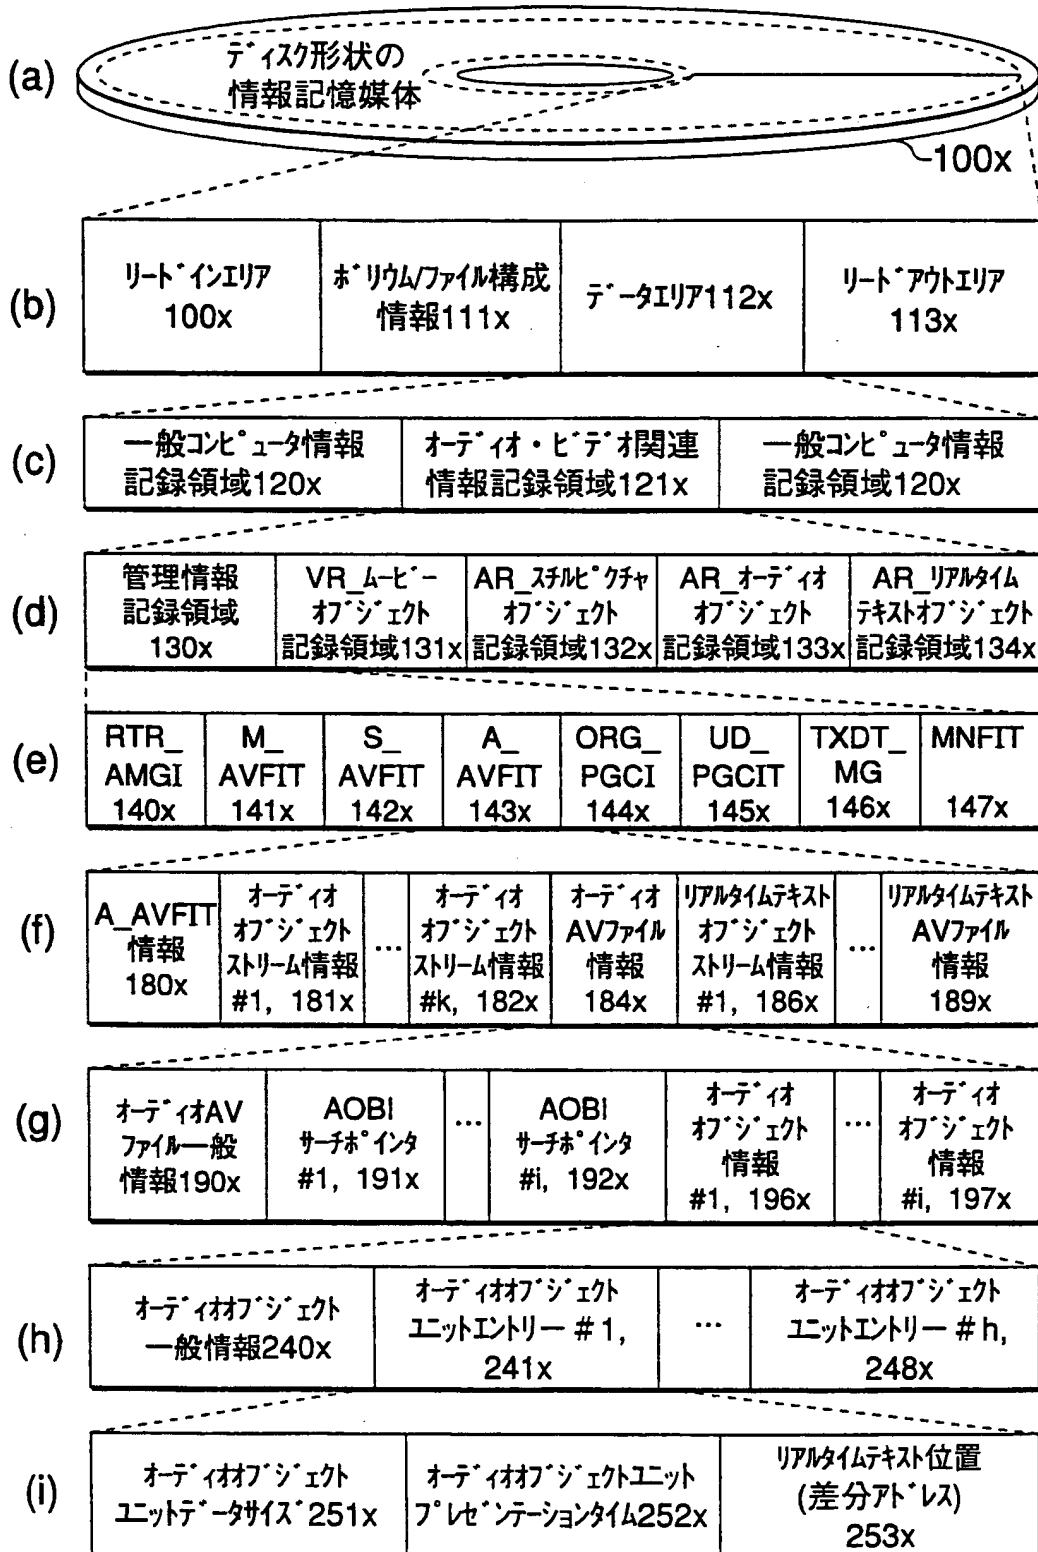 (a)
ディスク形状の
情報記憶媒体
100x
(b)
リードインエリア
100x
ボリウム/ファイル構成
情報111x
データエリア112x
リードアウトエリア
113x
(c)
一般コンピュータ情報
記録領域120x
オーディオ・ビデオ関連
情報記録領域121x
一般コンピュータ情報
記録領域120x
(d)
管理情報
記録領域
130x
VR_ムービー
オブジェクト
記録領域131x
AR_スチルピクチャ
オブジェクト
記録領域132x
AR_オーディオ
オブジェクト
記録領域133x
AR_リアルタイム
テキストオブジェクト
記録領域134x
(e)
RTR_
AMGI
140x
M_
AVFIT
141x
S_
AVFIT
142x
A_
AVFIT
143x
ORG_
PGCI
144x
UD_
PGCIT
145x
TXDT_
MG
146x
MNFIT
147x
(f)
A_AVFIT
情報
180x
オーディオ
オブジェクト
ストリーム情報
#1, 181x
…
オーディオ
オブジェクト
ストリーム情報
#k, 182x
オーディオ
AVファイル
情報
184x
リアルタイムテキスト
オブジェクト
ストリーム情報
#1, 186x
…
リアルタイムテキスト
AVファイル
情報
189x
(g)
オーディオAV
ファイル一般
情報190x
AOBI
サーチポインタ
#1, 191x
…
AOBI
サーチポインタ
#i, 192x
オーディオ
オブジェクト
情報
#1, 196x
…
オーディオ
オブジェクト
情報
#i, 197x
(h)
オーディオオブジェクト
一般情報240x
オーディオオブジェクト
ユニットエントリー＃1,
241x
…
オーディオオブジェクト
ユニットエントリー＃h,
248x
(i)
オーディオオブジェクト
ユニットデータサイズ251x
オーディオオブジェクトユニット
プレゼンテーションタイム252x
リアルタイムテキスト位置
(差分アドレス)
253x